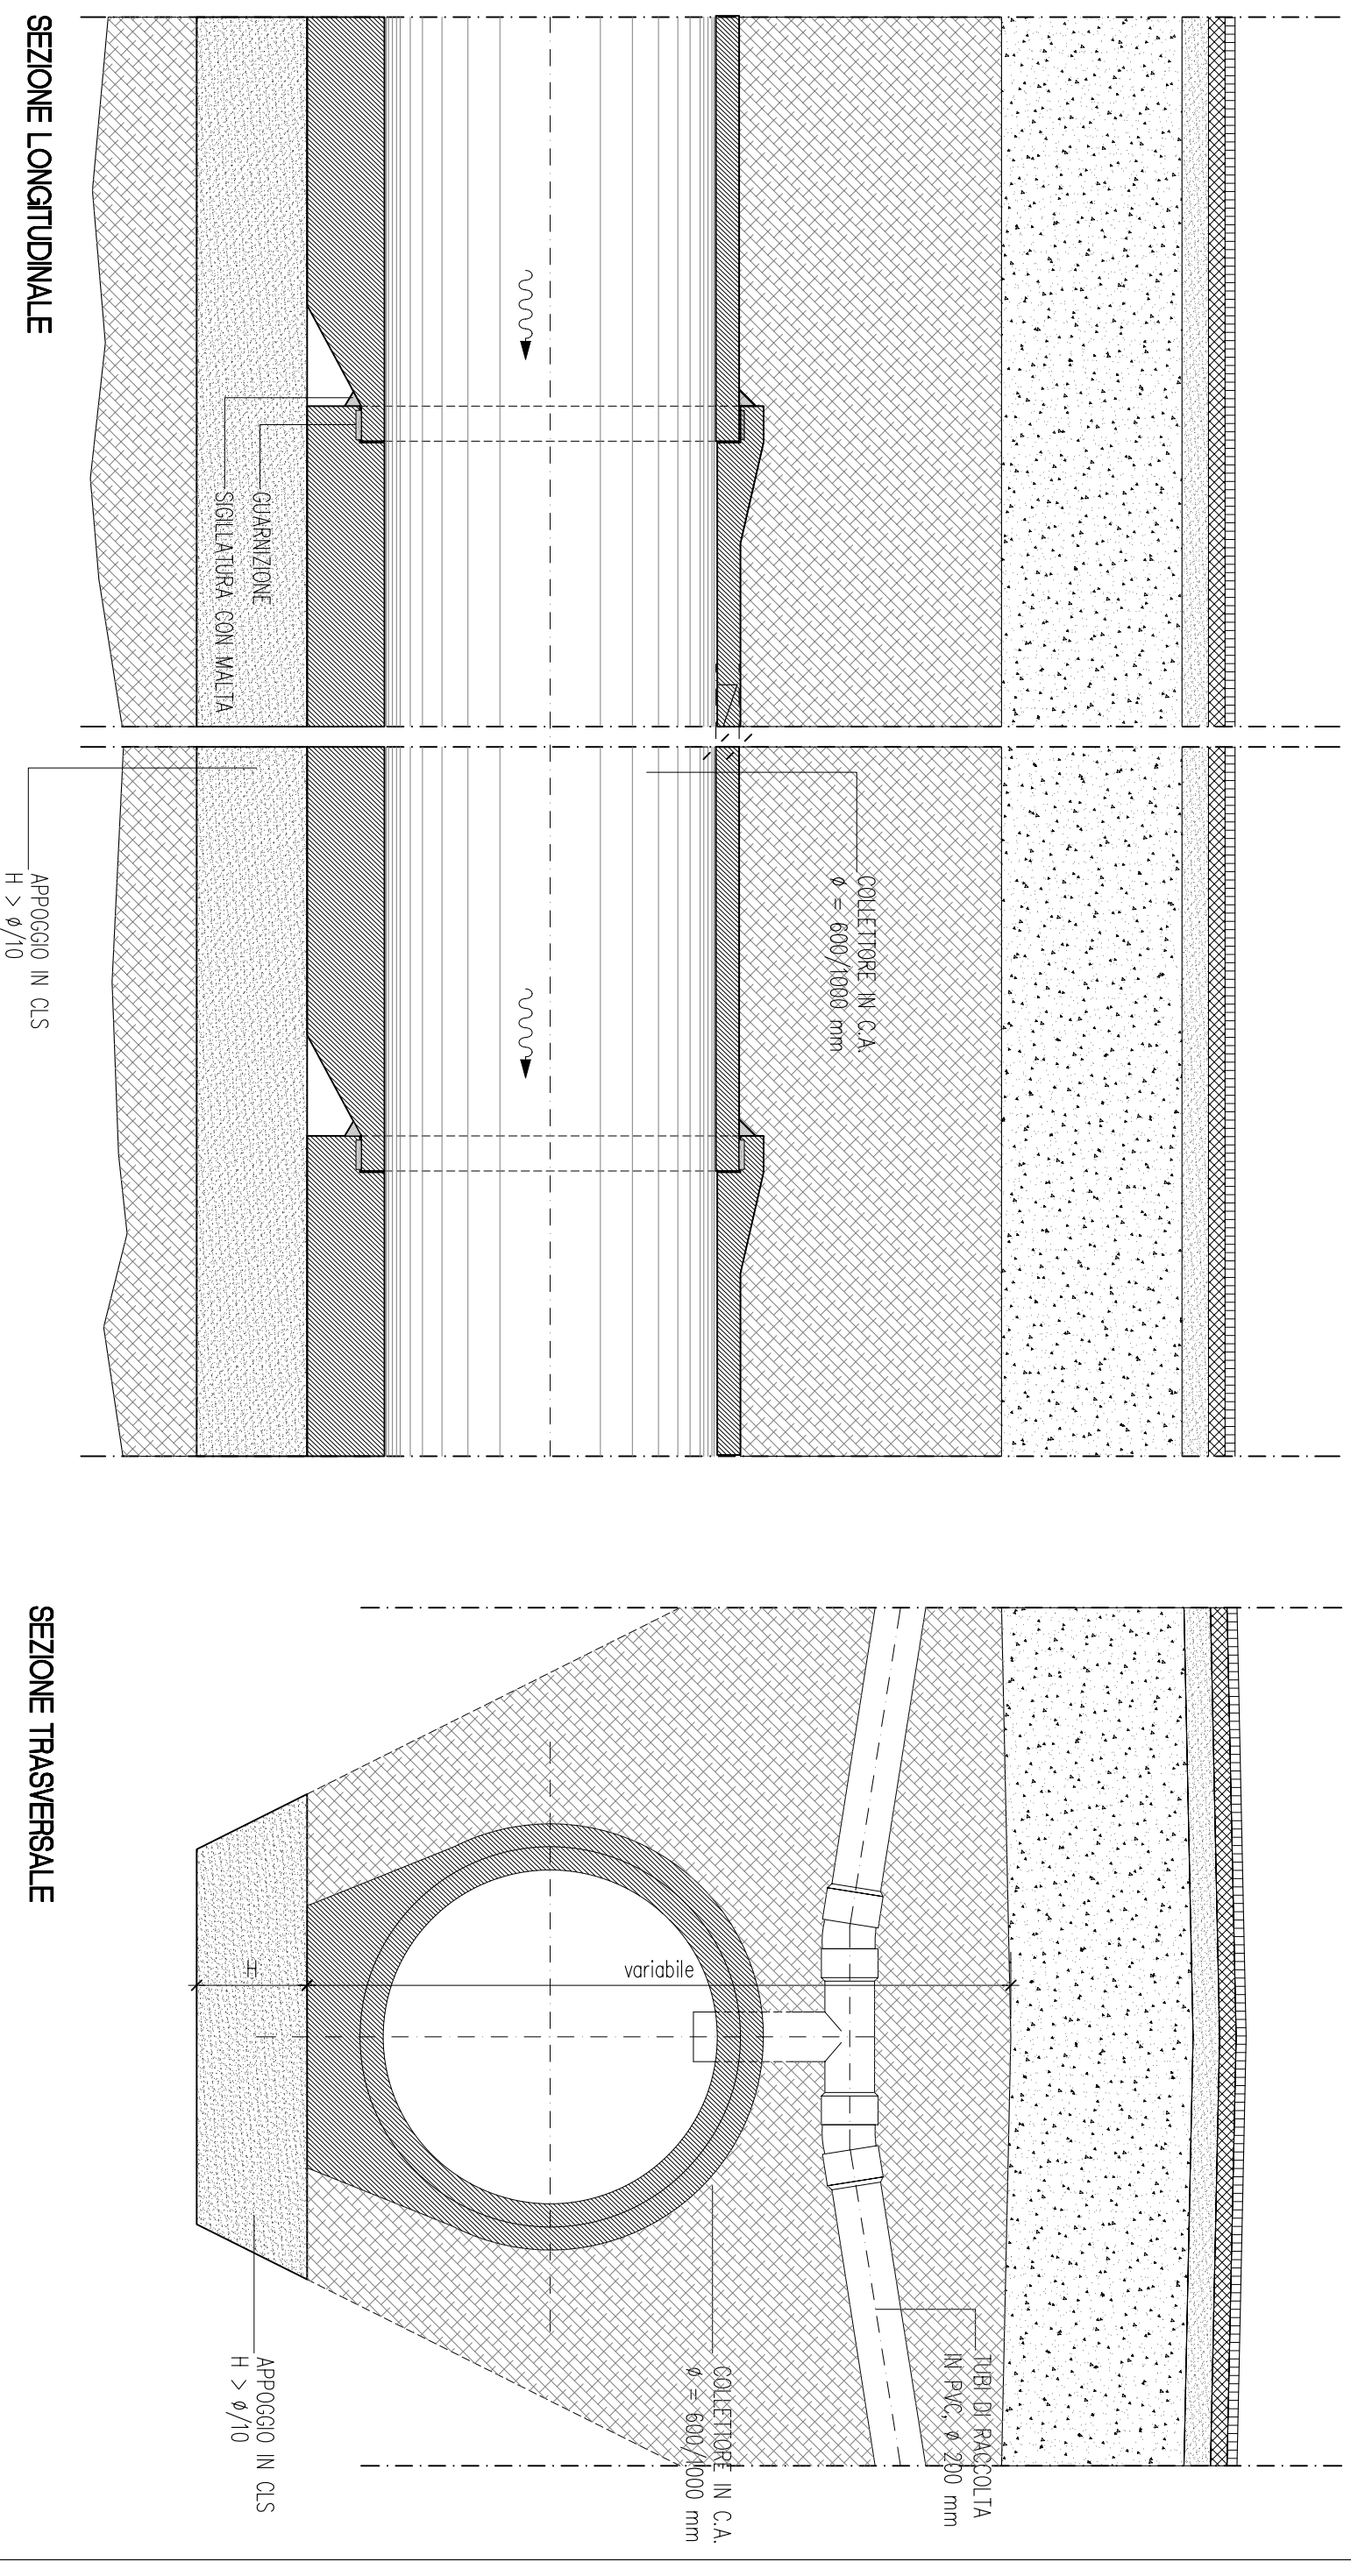 COLLETTORE IN C.A.
ø = 600/1000 mm
GUARNIZIONE
SIGILLATURA CON MALTA
APPOGGIO IN CLS
H > ø/10
SEZIONE LONGITUDINALE
TUBI DI RACCOLTA
IN PVC, ø 200 mm
variabile
COLLETTORE IN C.A.
ø = 600/1000 mm
H
APPOGGIO IN CLS
H > ø/10
SEZIONE TRASVERSALE